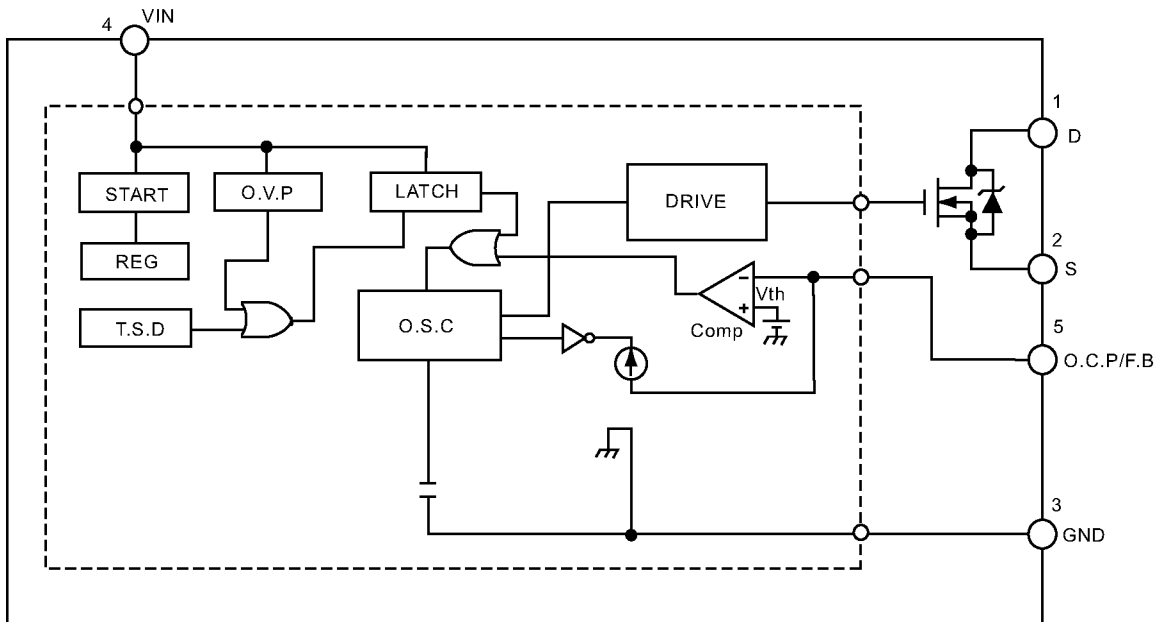 4
VIN
1
D
START
O.V.P
LATCH
DRIVE
REG
2
S
T.S.D
O.S.C
Vth
−
+
Comp
5
O.C.P/F.B
3
GND